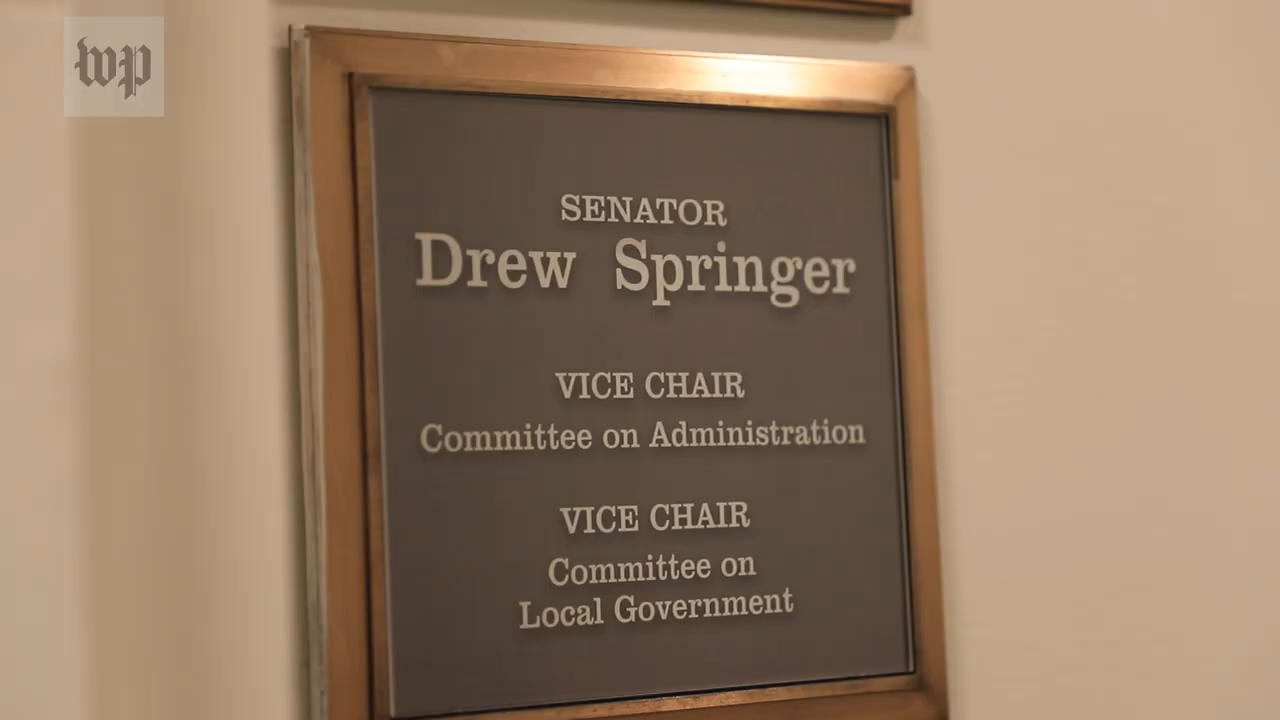 wp
SENATOR
Drew Springer
VICE CHAIR
Committee on Administration
VICE CHAIR
Committee on
Local Government